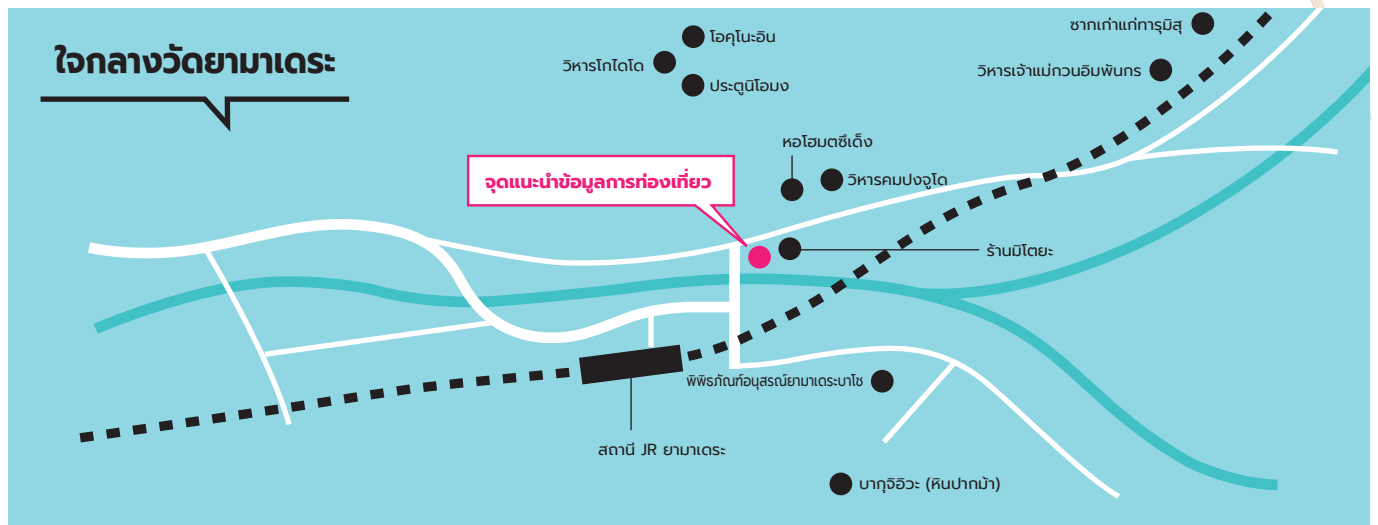 ใจกลางวัดยามาเดระ
โอคุโนะอิน
วิหารโกไดโด
ประตูนิโอมง
ซากเก่าแก่ทารุมิสุ
วิหารเจ้าแม่กวนอิมพันกร
หอโฮมตซึเด็ง
วิหารคมปงจูโด
จุดแนะนำข้อมูลการท่องเที่ยว
ร้านมิโตยะ
พิพิธภัณฑ์อนุสรณ์ยามาเดระบาโช
สถานี JR ยามาเดระ
บากุจิอิวะ (หินปากม้า)